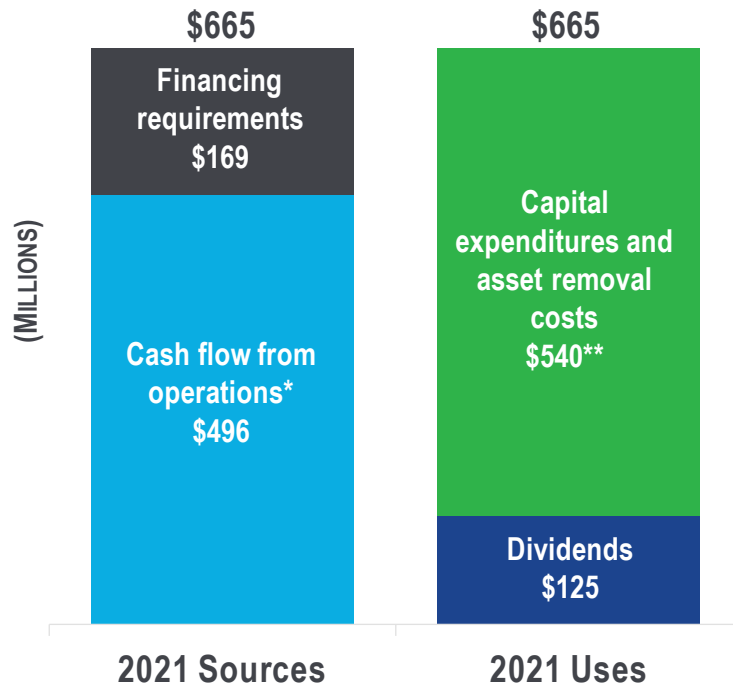 $665
$665
Financing
requirements
$169
Capital
expenditures and
asset removal
costs
$540**
(MILLIONS)
Cash flow from
operations*
$496
Dividends
$125
2021 Sources
2021 Uses